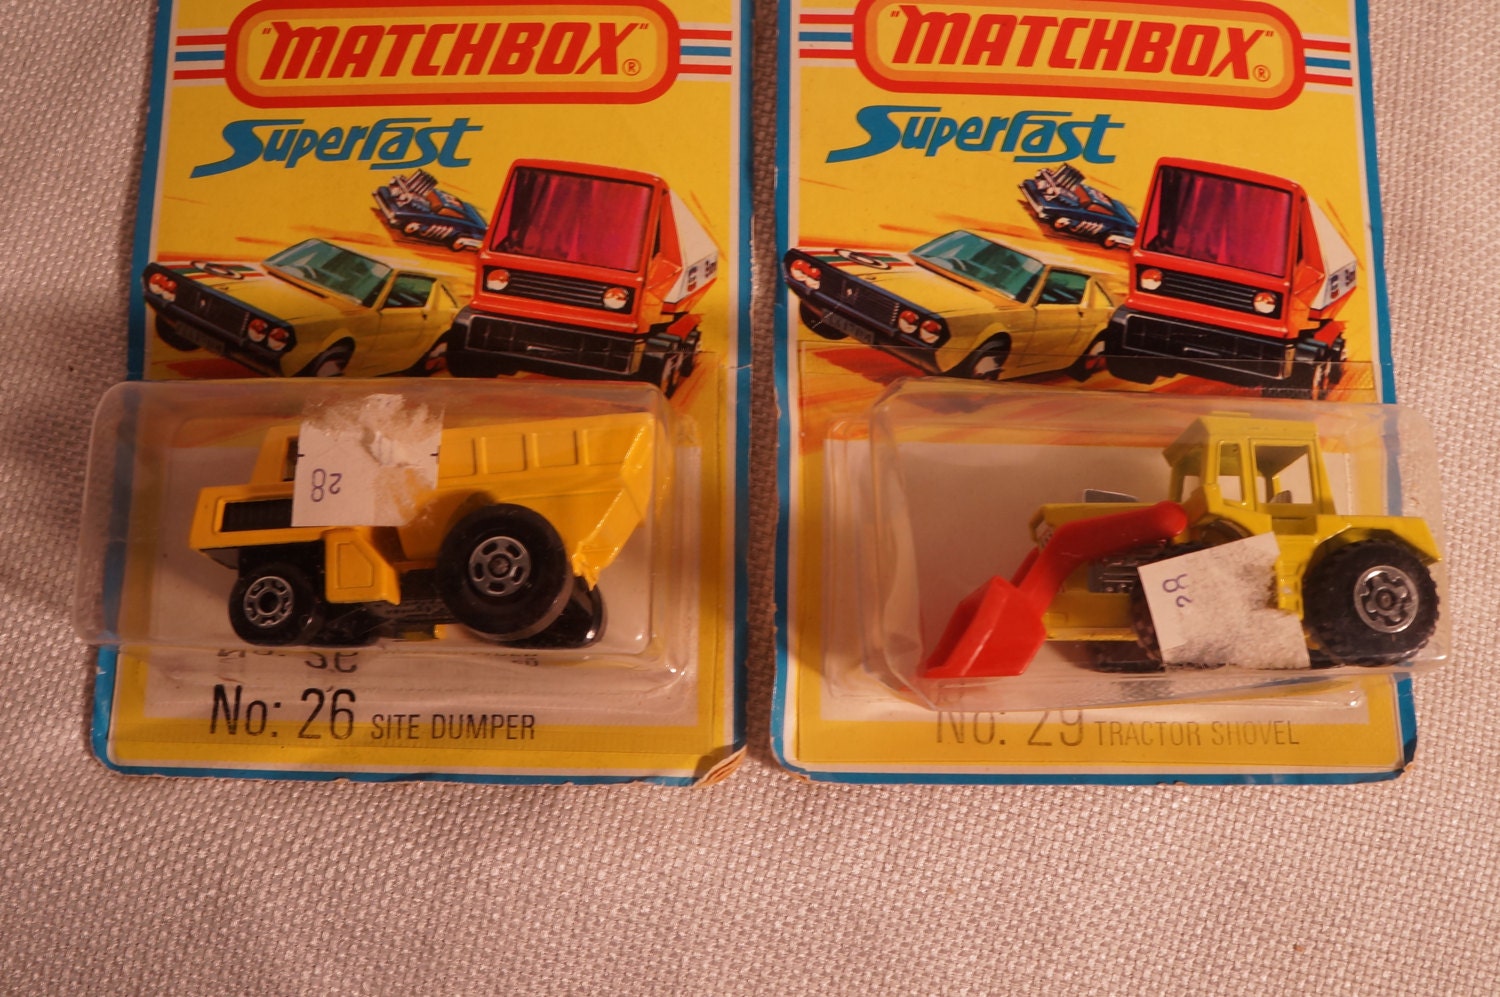 "MATCHBOX"®
Superfast
28
No: 26 SITE DUMPER
"MATCHBOX"®
Superfast
28
No: 29 TRACTOR SHOVEL